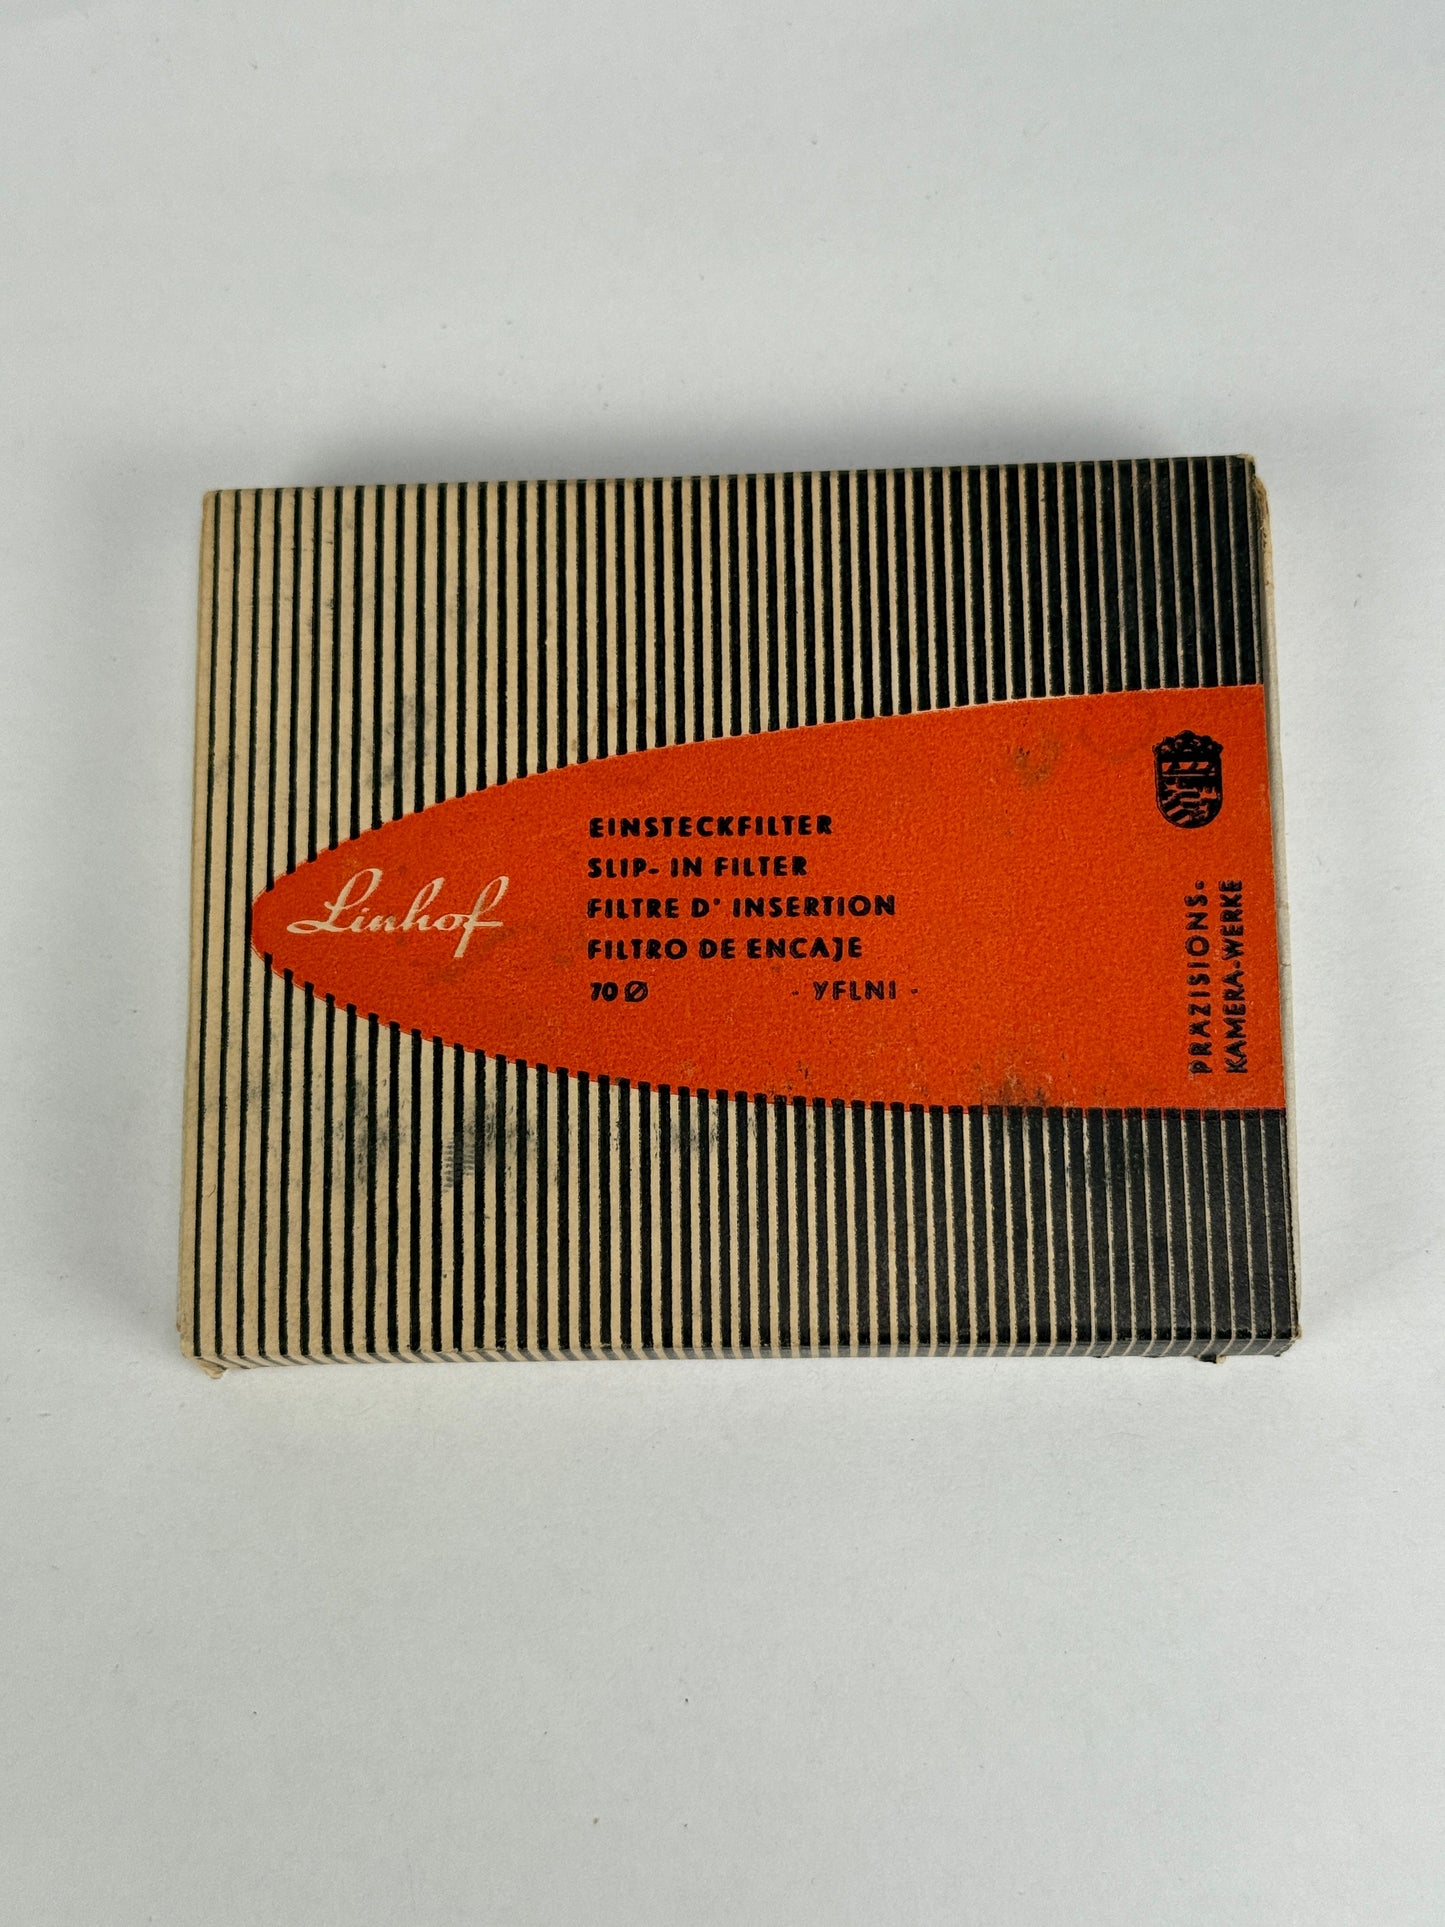 Linhof
EINSTECKFILTER
SLIP- IN FILTER
FILTRE D' INSERTION
FILTRO DE ENCAJE
70 Ø - YFLNI -
PRÄZISIONS-
KAMERA-WERKE